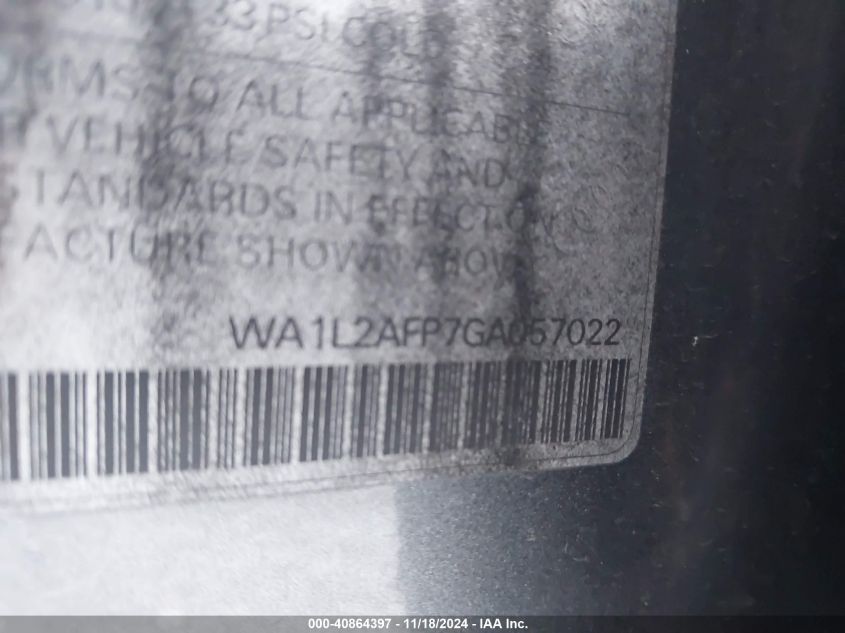 33 PSI COLD
TO ALL APPLICABLE
VEHICLE SAFETY AND
STANDARDS IN EFFECT ON
SHOWN ABOVE
WA1L2AFP7GA057022
000-40864397 - 11/18/2024 - IAA Inc.